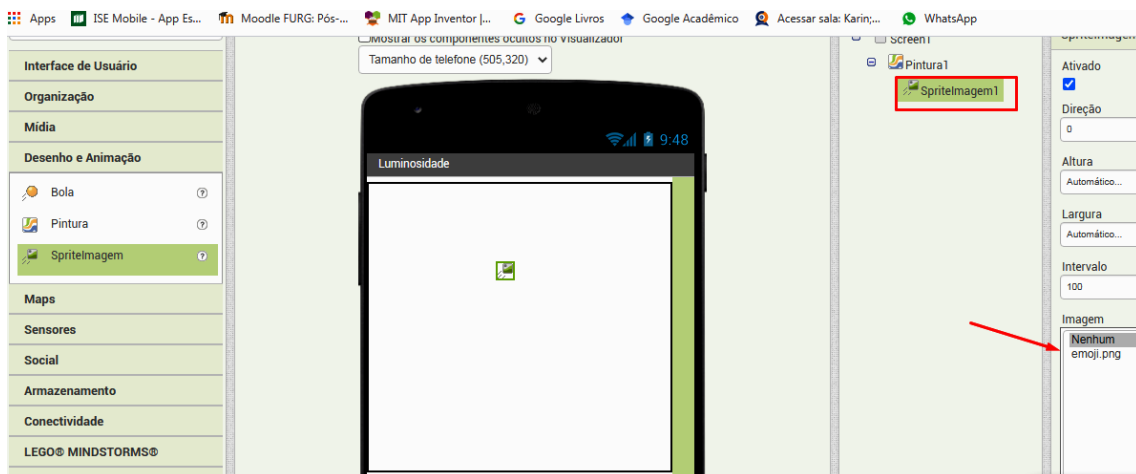 Apps ISE Mobile - App Es... Moodle FURG: Pós-... MIT App Inventor |... Google Livros Google Acadêmico Acessar sala: Karin;... WhatsApp
Mostrar os componentes ocultos no Visualizador
Tamanho de telefone (505,320)
Interface de Usuário
Organização
Mídia
Desenho e Animação
Bola ?
Pintura ?
SpriteImagem ?
Maps
Sensores
Social
Armazenamento
Conectividade
LEGO® MINDSTORMS®
9:48
Luminosidade
Screen1
Pintura1
SpriteImagem1
SpriteImagem
Ativado
Direção
0
Altura
Automático...
Largura
Automático...
Intervalo
100
Imagem
Nenhum
emoji.png